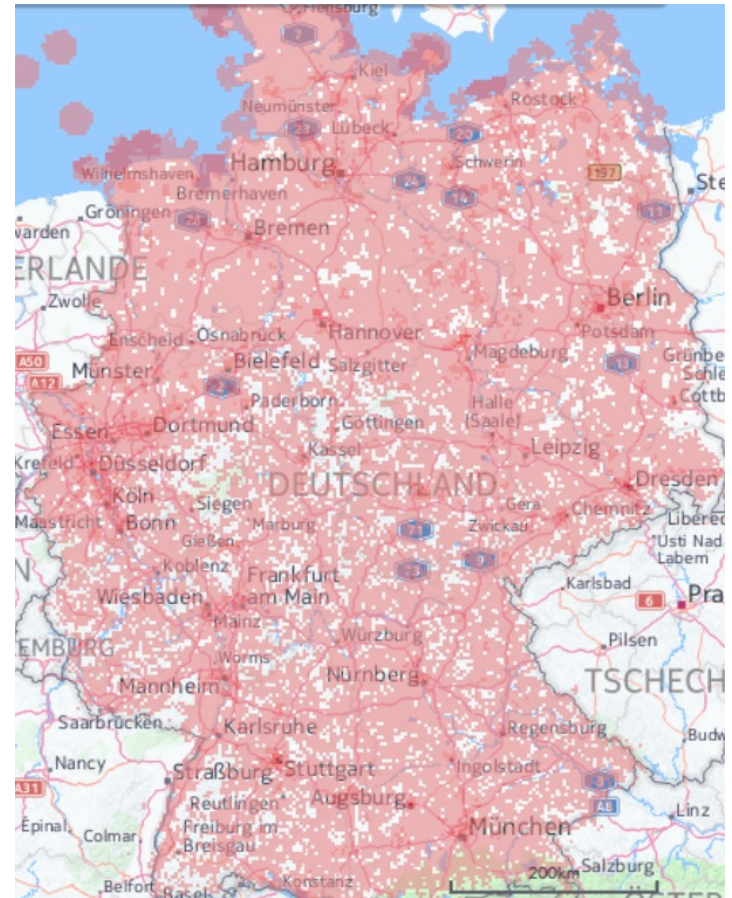 Flensburg
7
Kiel
Neumünster
23
Lübeck
20
Rostock
Wilhelmshaven
Hamburg
Schwerin
197
Bremerhaven
24
14
Ste
Gröningen
28
11
warden
Bremen
ERLANDE
Zwolle
Berlin
Enschede
Osnabrück
Hannover
Potsdam
A50
Bielefeld
Salzgitter
Magdeburg
13
Grünbe
A12
Münster
2
Schle
Paderborn
Halle
Cottb
Essen
Dortmund
Göttingen
(Saale)
Leipzig
Krefeld
Düsseldorf
Kassel
DEUTSCHLAND
Dresden
Köln
Siegen
Gera
Chemnitz
Maastricht
Bonn
Marburg
71
Zwickau
Liberec
Gießen
Usti Nad
N
Koblenz
73
9
Labem
Frankfurt
Karlsbad
Wiesbaden
am Main
6
Pra
Mainz
EMBURG
Würzburg
Pilsen
Worms
Mannheim
Nürnberg
TSCHECH
Saarbrücken
Karlsruhe
Regensburg
Budw
Nancy
Straßburg
Stuttgart
Ingolstadt
3
A31
Reutlingen
Augsburg
A8
Linz
Épinal
Colmar
Freiburg im
Breisgau
München
Belfort
Basel
Konstanz
200km
Salzburg